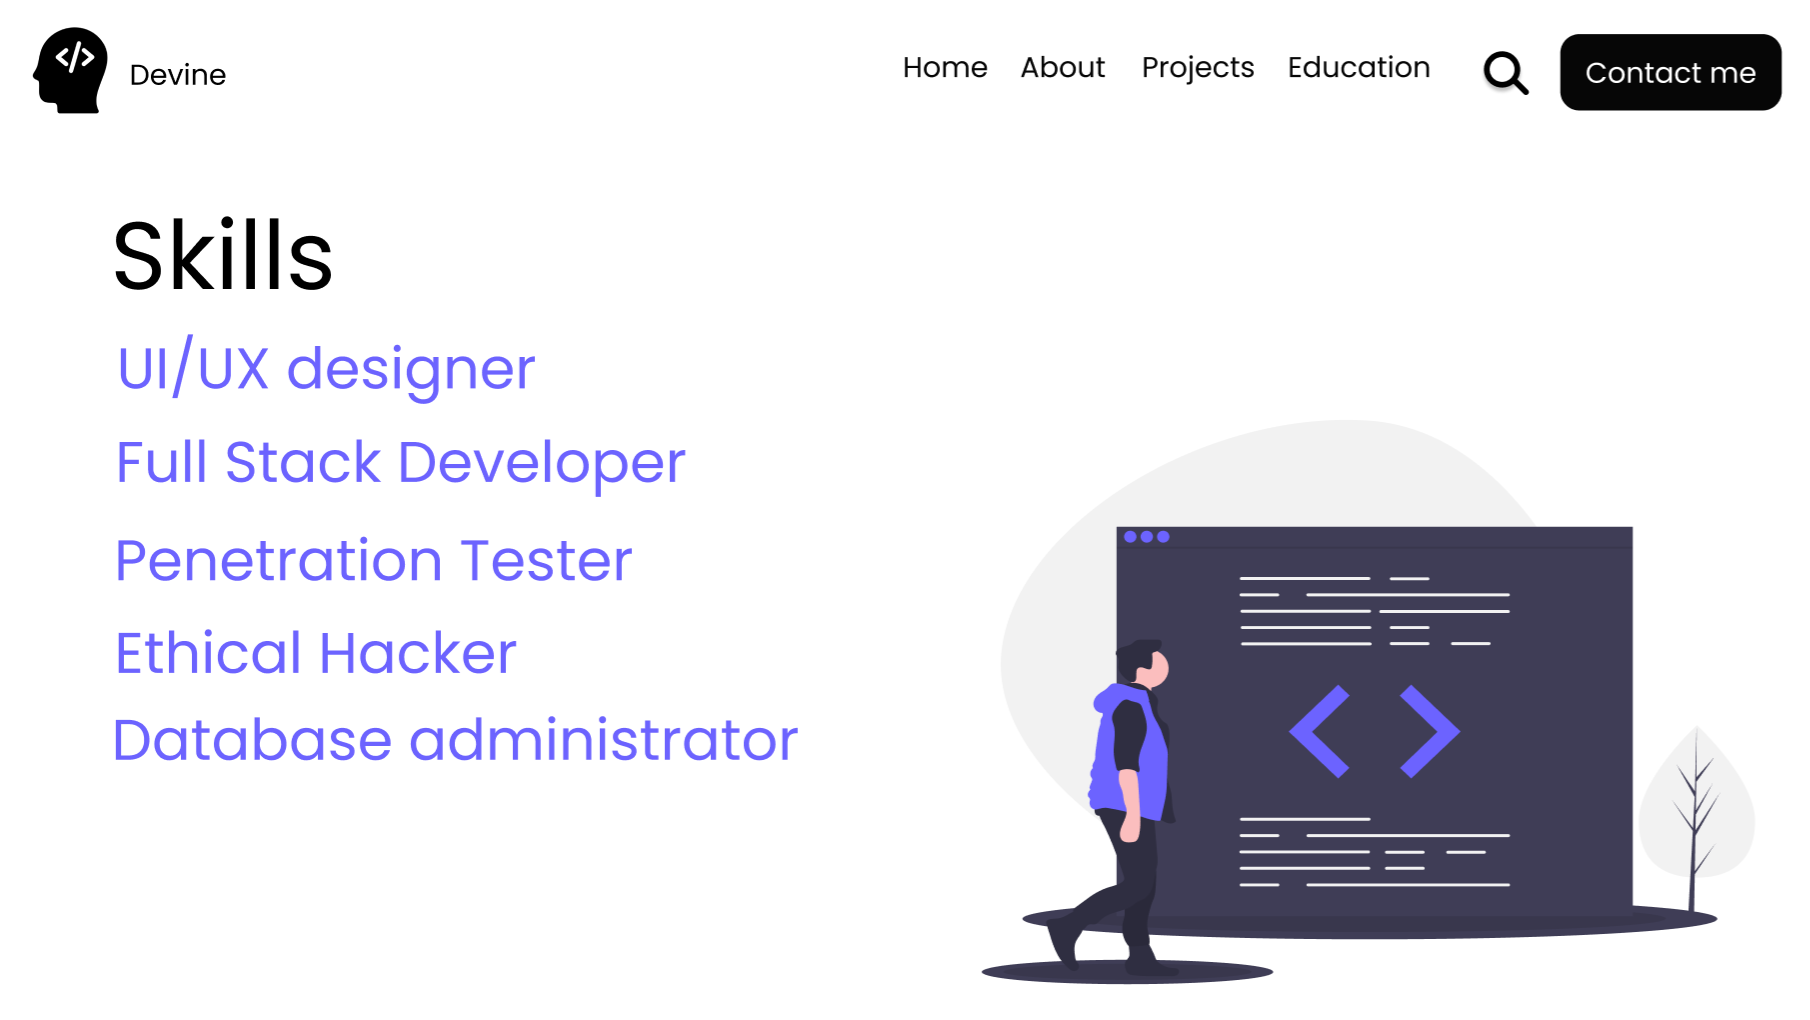 </>
Devine
Home About Projects Education
Contact me
Skills
UI/UX designer
Full Stack Developer
Penetration Tester
Ethical Hacker
Database administrator
< >